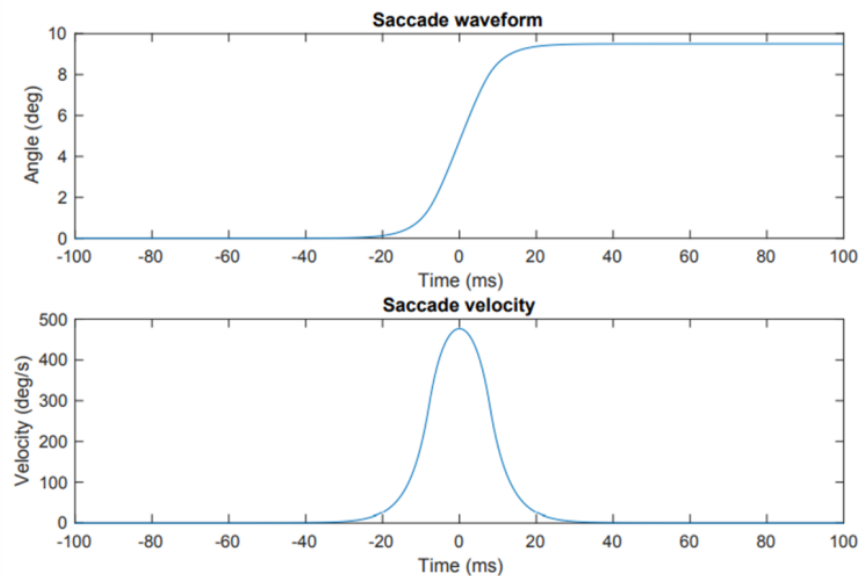 Saccade waveform
10
8
6
4
2
0
Angle (deg)
-100 -80 -60 -40 -20 0 20 40 60 80 100
Time (ms)
Saccade velocity
500
400
300
200
100
0
Velocity (deg/s)
-100 -80 -60 -40 -20 0 20 40 60 80 100
Time (ms)